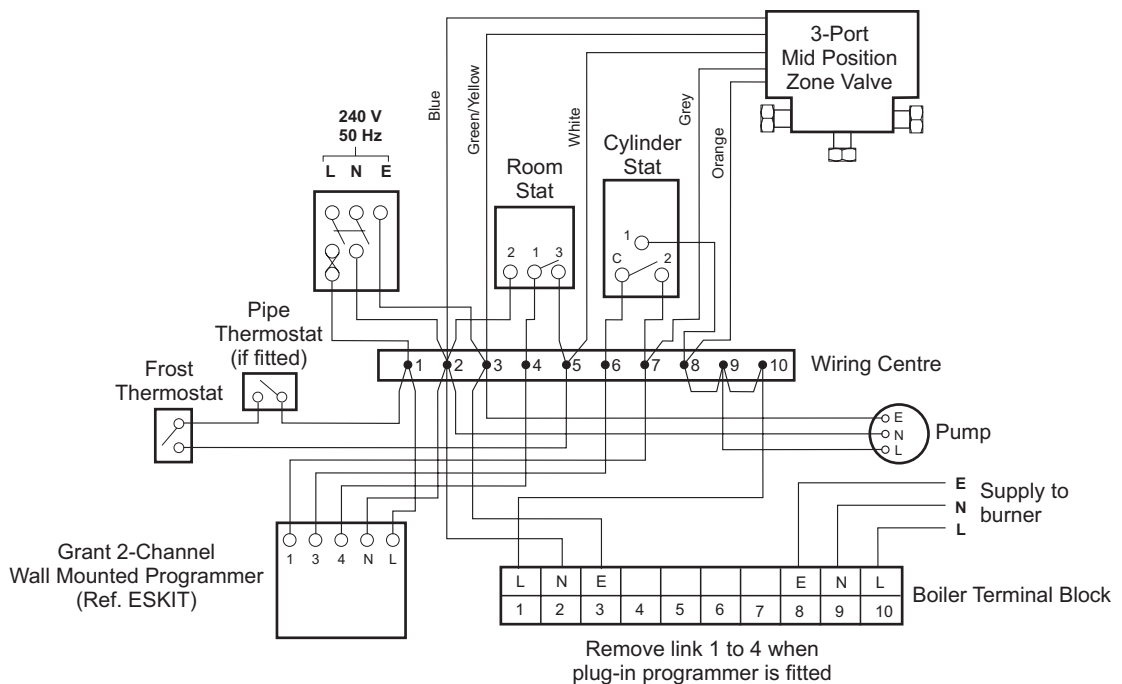 3-Port
Mid Position
Zone Valve
Blue
Green/Yellow
White
Grey
Orange
240 V
50 Hz
L N E
Room
Stat
2 1 3
Cylinder
Stat
1
C 2
Pipe
Thermostat
(if fitted)
Frost
Thermostat
1 2 3 4 5 6 7 8 9 10
Wiring Centre
E
N
L
Pump
E
N
L
Supply to
burner
Grant 2-Channel
Wall Mounted Programmer
(Ref. ESKIT)
1 3 4 N L
L N E E N L
1 2 3 4 5 6 7 8 9 10
Boiler Terminal Block
Remove link 1 to 4 when
plug-in programmer is fitted